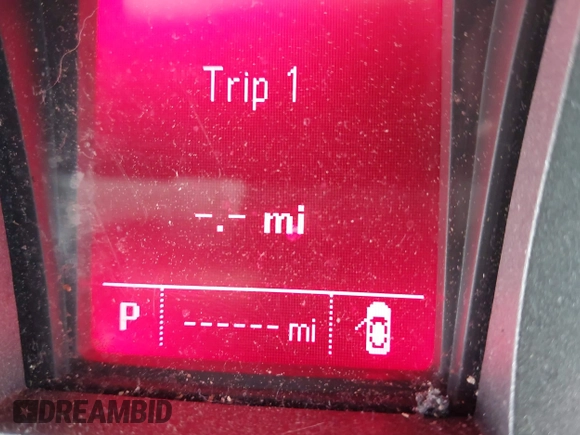 Trip 1
-.- mi
P ------ mi
DREAMBID